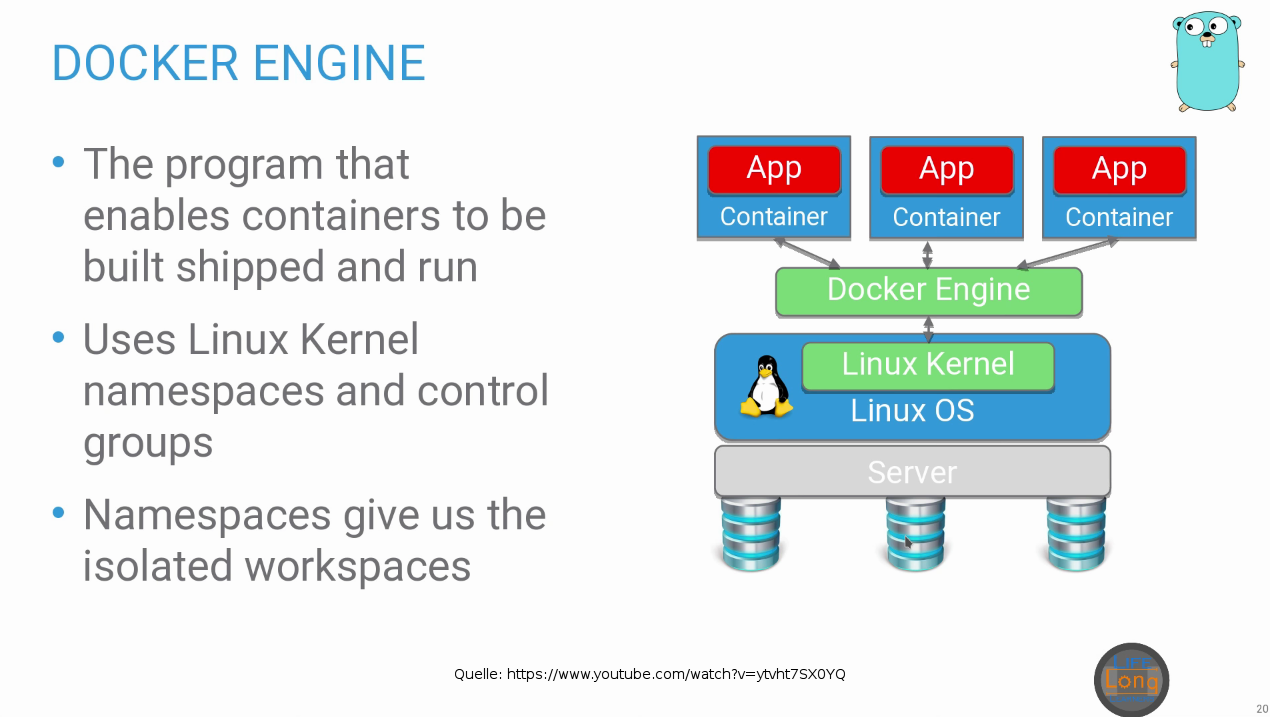 DOCKER ENGINE
• The program that
enables containers to be
built shipped and run
• Uses Linux Kernel
namespaces and control
groups
• Namespaces give us the
isolated workspaces
App
Container
App
Container
App
Container
Docker Engine
Linux Kernel
Linux OS
Server
Quelle: https://www.youtube.com/watch?v=ytvht7SX0YQ
LIFE
Long
20